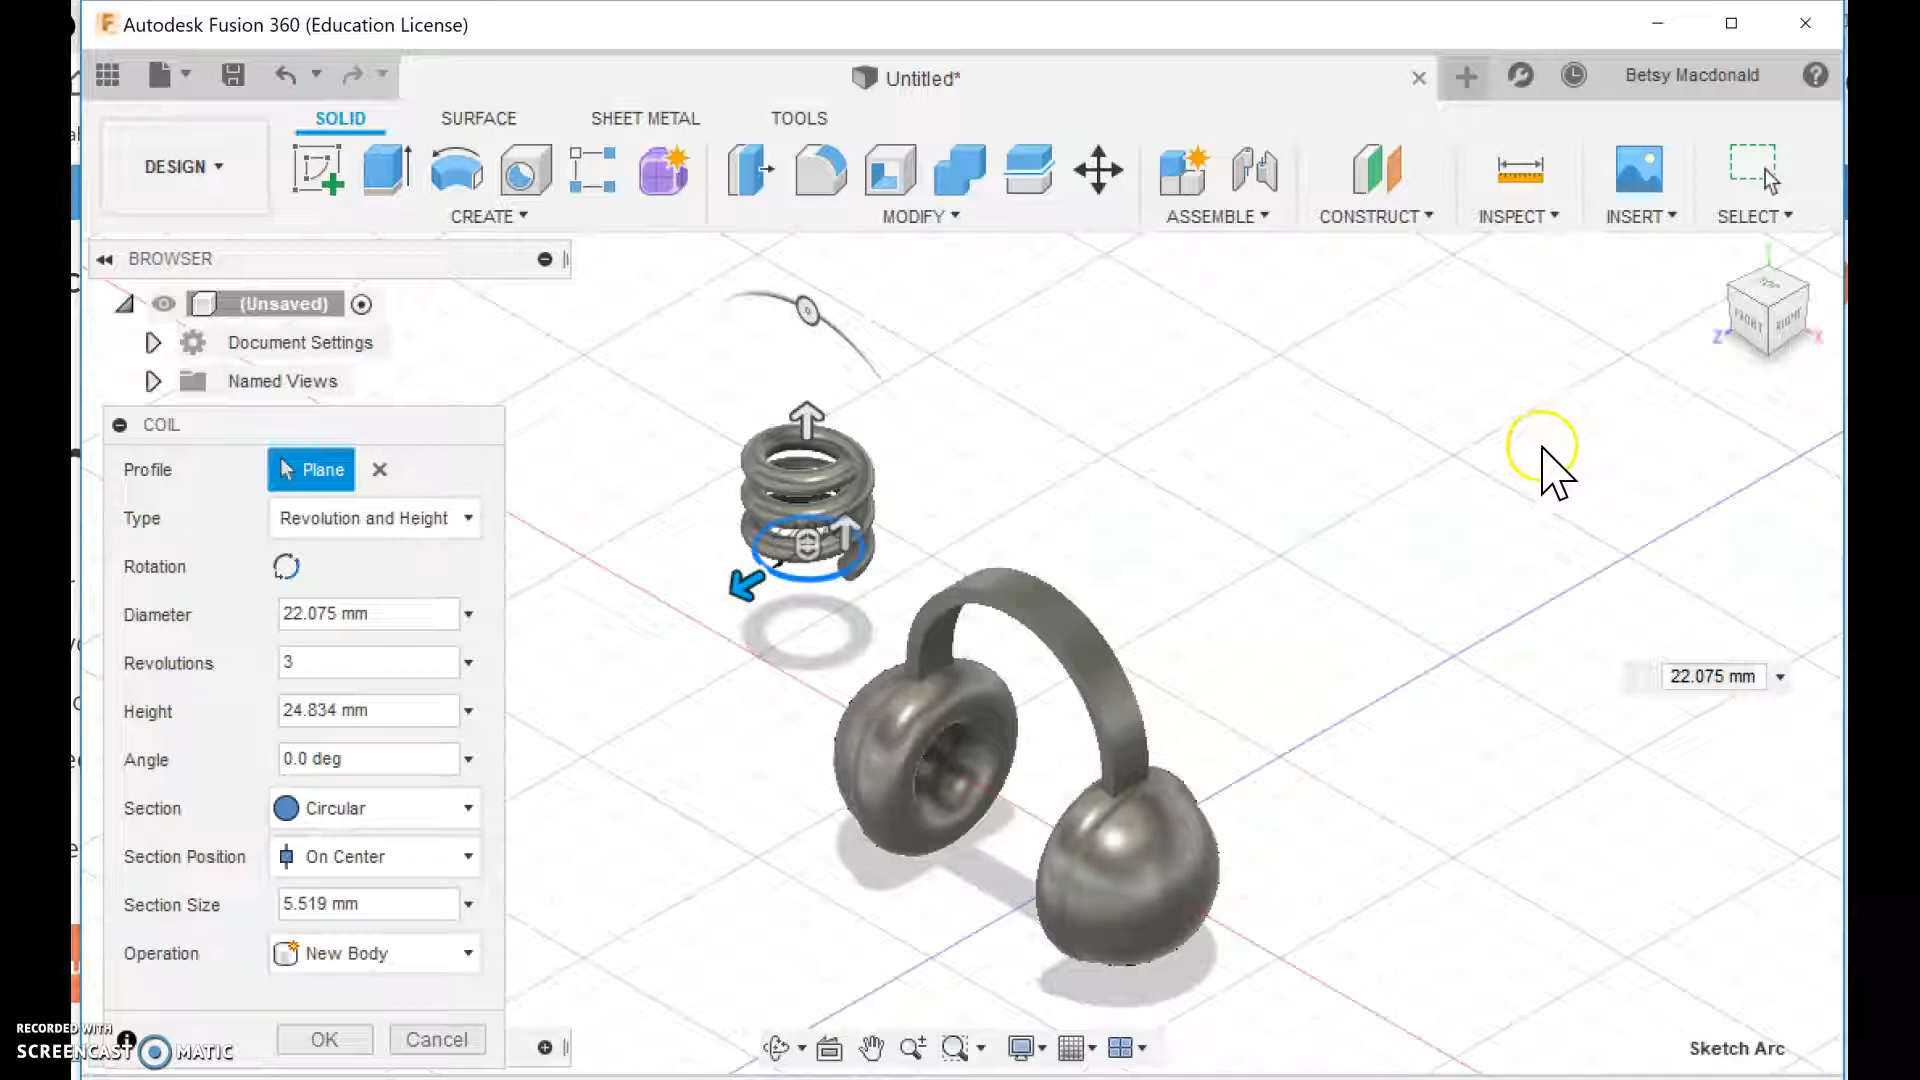 Autodesk Fusion 360 (Education License)
Untitled*
Betsy Macdonald
SOLID
SURFACE
SHEET METAL
TOOLS
DESIGN
CREATE
MODIFY
ASSEMBLE
CONSTRUCT
INSPECT
INSERT
SELECT
BROWSER
(Unsaved)
Document Settings
Named Views
TOP
FRONT
RIGHT
Z
X
COIL
Profile Plane
Type Revolution and Height
Rotation
Diameter 22.075 mm
Revolutions 3
22.075 mm
Height 24.834 mm
Angle 0.0 deg
Section Circular
Section Position On Center
Section Size 5.519 mm
Operation New Body
OK Cancel
Sketch Arc
RECORDED WITH
SCREENCAST MATIC